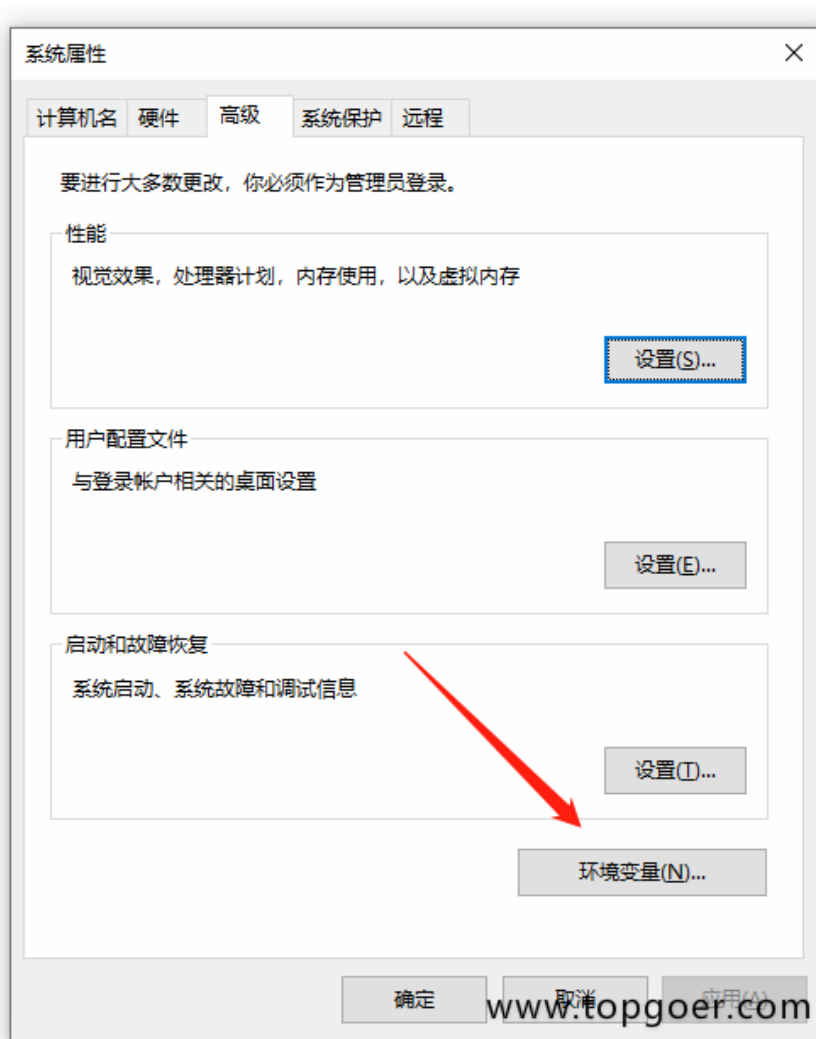 系统属性
计算机名 硬件 高级 系统保护 远程
要进行大多数更改，你必须作为管理员登录。
性能
视觉效果，处理器计划，内存使用，以及虚拟内存
设置(S)...
用户配置文件
与登录帐户相关的桌面设置
设置(E)...
启动和故障恢复
系统启动、系统故障和调试信息
设置(T)...
环境变量(N)...
确定 取消 应用(A)
www.topgoer.com